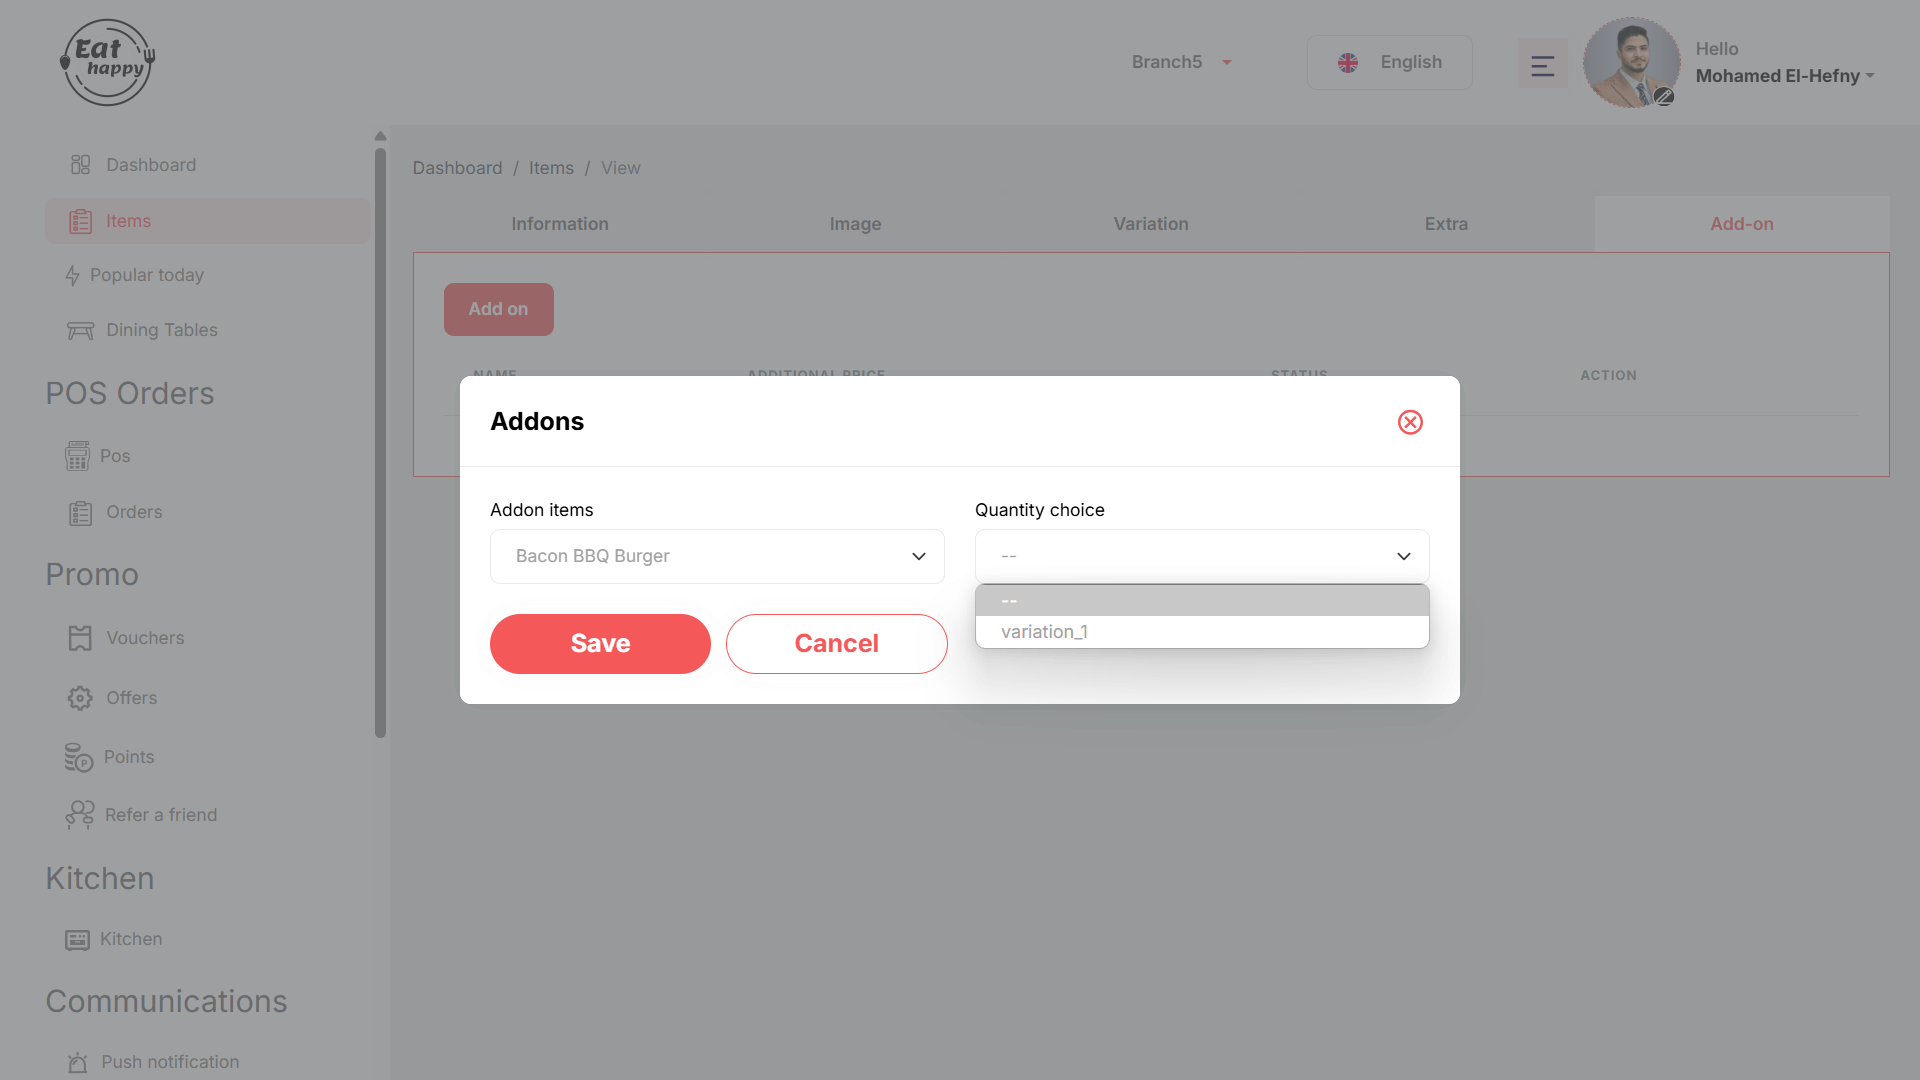 Eat
happy
Branch5
English
Hello
Mohamed El-Hefny
Dashboard
Items
Popular today
Dining Tables
POS Orders
Pos
Orders
Promo
Vouchers
Offers
Points
Refer a friend
Kitchen
Kitchen
Communications
Push notification
Dashboard / Items / View
Information Image Variation Extra Add-on
Add on
NAME ADDITIONAL PRICE STATUS ACTION
Addons
Addon items
Bacon BBQ Burger
Quantity choice
--
--
variation_1
Save
Cancel